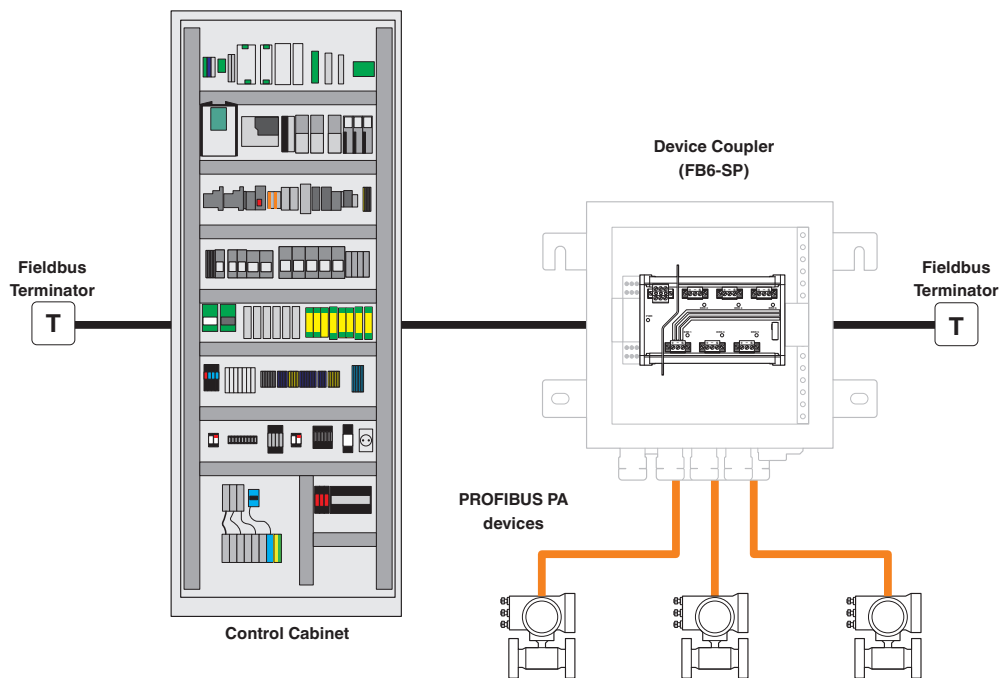 Device Coupler
(FB6-SP)
Fieldbus
Terminator
T
Fieldbus
Terminator
T
PROFIBUS PA
devices
Control Cabinet